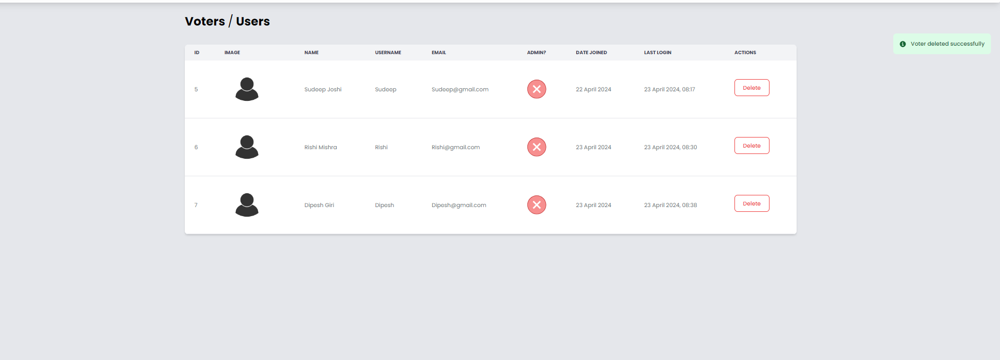 Voters / Users
Voter deleted successfully
ID IMAGE NAME USERNAME EMAIL ADMIN? DATE JOINED LAST LOGIN ACTIONS
5 Sudeep Joshi Sudeep Sudeep@gmail.com 22 April 2024 23 April 2024, 08:17 Delete
6 Rishi Mishra Rishi Rishi@gmail.com 23 April 2024 23 April 2024, 08:30 Delete
7 Dipesh Giri Dipesh Dipesh@gmail.com 23 April 2024 23 April 2024, 08:38 Delete